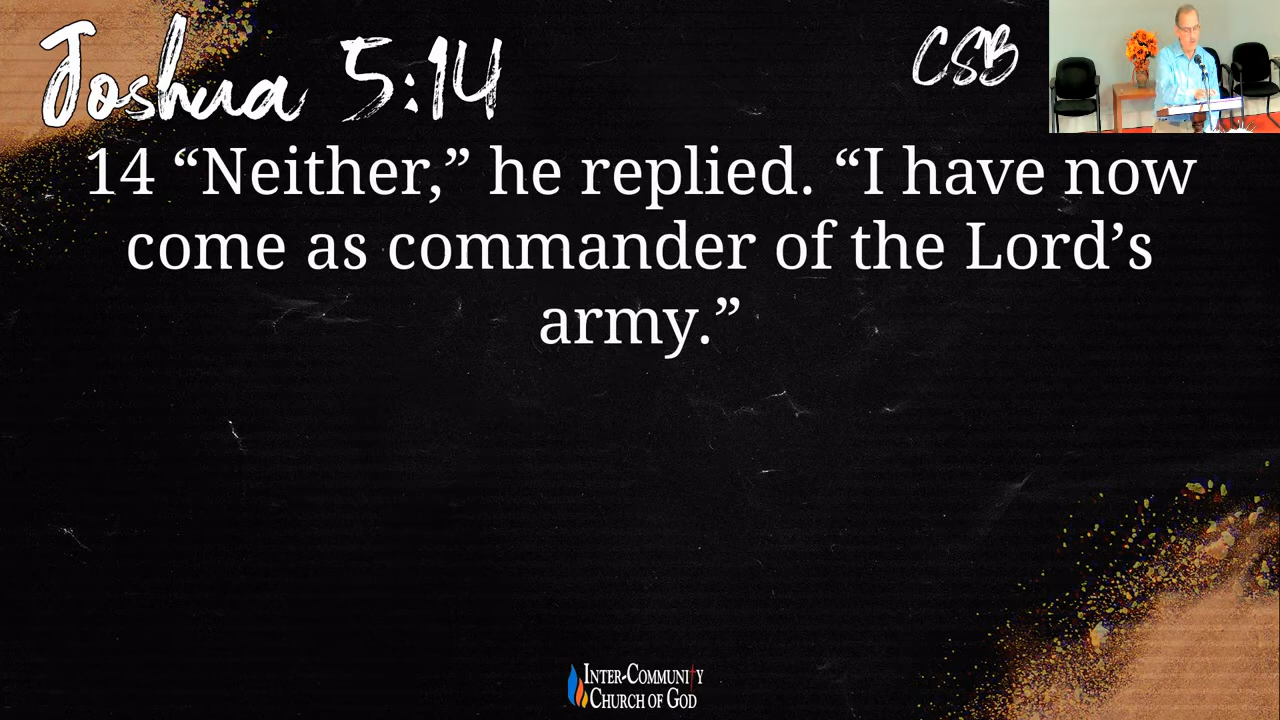 Joshua 5:14
CSB
14 “Neither,” he replied. “I have now
come as commander of the Lord’s
army.”
Inter-Community
Church of God